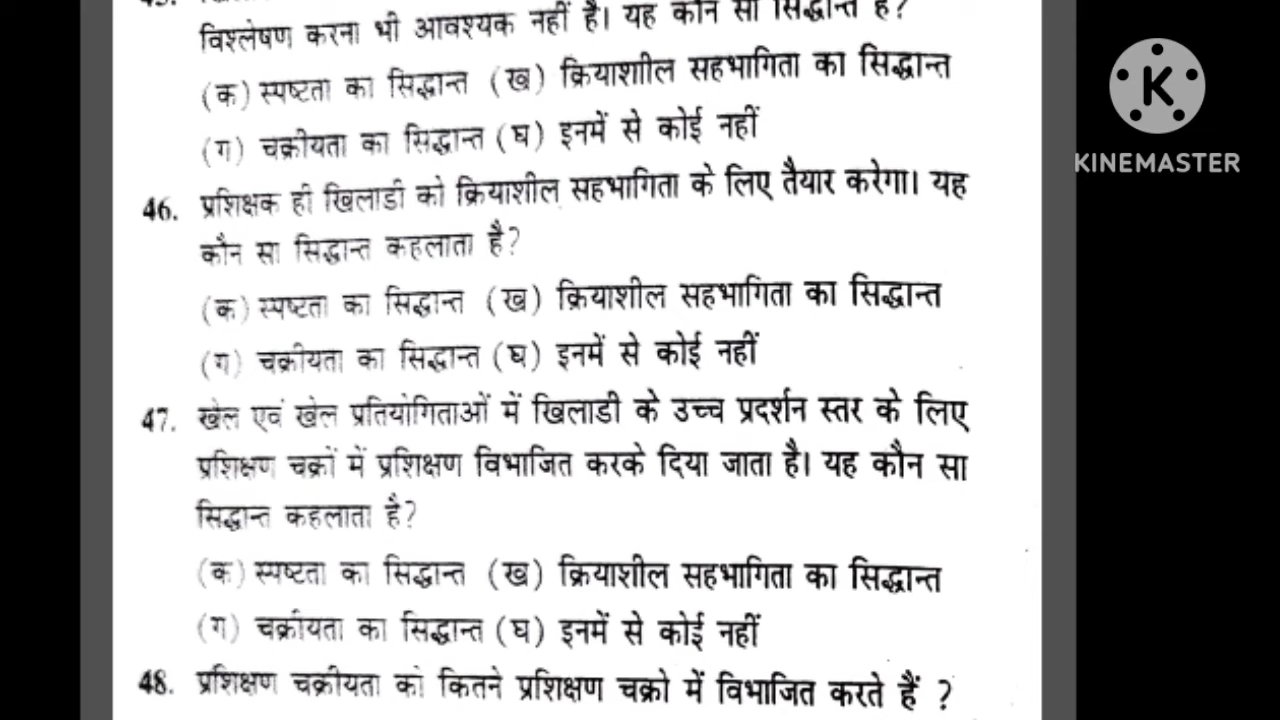 विश्लेषण करना भी आवश्यक नहीं है। यह कौन सा सिद्धान्त है?
(क) स्पष्टता का सिद्धान्त (ख) क्रियाशाील सहभागिता का सिद्धान्त
(ग) चक्रीयता का सिद्धान्त (घ) इनमें से कोई नहीं
46. प्रशिक्षक ही खिलाडी को क्रियाशील सहभागिता के लिए तैयार करेगा। यह
कौन सा सिद्धान्त कहलाता है?
(क) स्पष्टता का सिद्धान्त (ख) क्रियाशील सहभागिता का सिद्धान्त
(ग) चक्रीयता का सिद्धान्त (घ) इनमें से कोई नहीं
47. खेल एवं खेल प्रतियोगिताओं में खिलाडी के उच्च प्रदर्शन स्तर के लिए
प्रशिक्षण चक्रों में प्रशिक्षण विभाजित करके दिया जाता है। यह कौन सा
सिद्धान्त कहलाता है?
(क) स्पष्टता का सिद्धान्त (ख) क्रियाशील सहभागिता का सिद्धान्त
(ग) चक्रीयता का सिद्धान्त (घ) इनमें से कोई नहीं
48. प्रशिक्षण चक्रीयता को कितने प्रशिक्षण चक्रो में विभाजित करते हैं ?
K
KINEMASTER